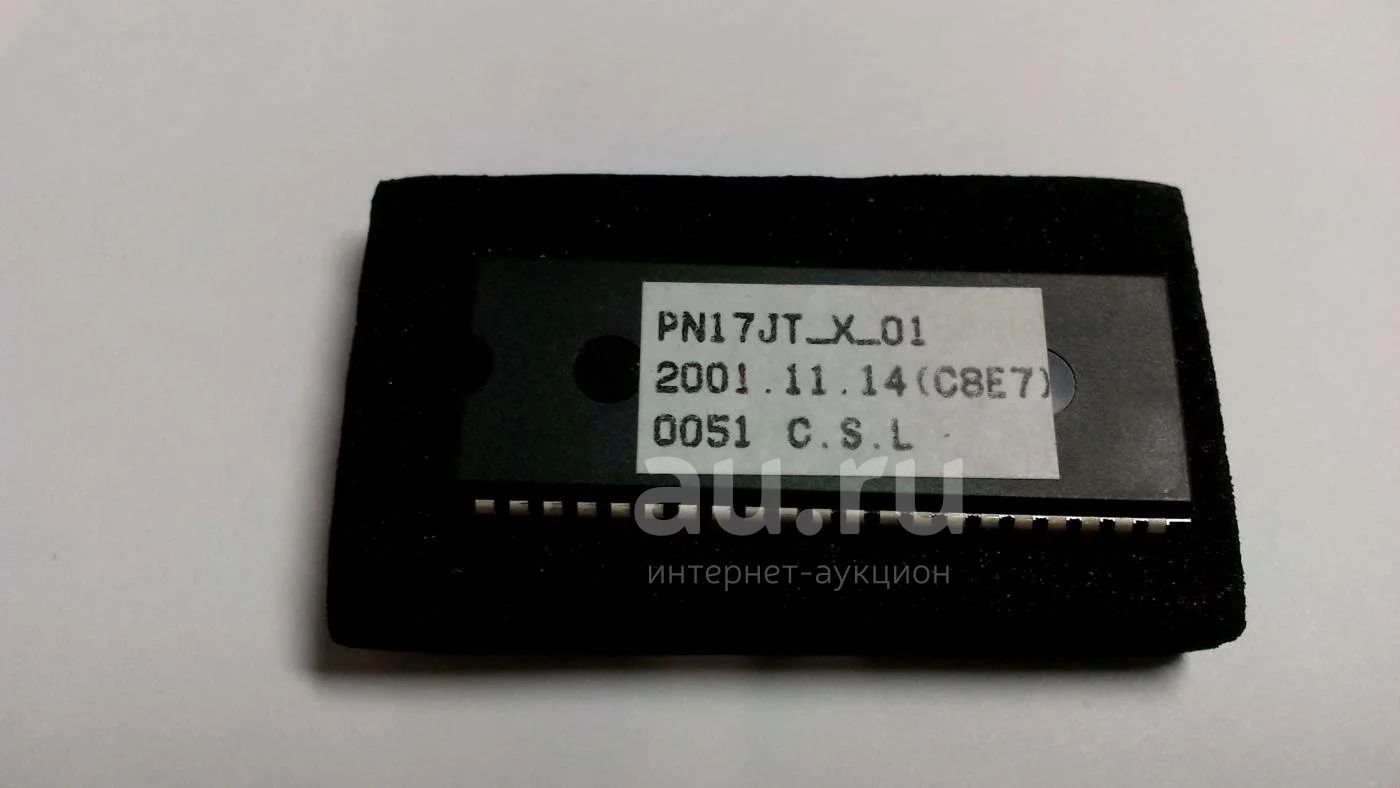 PN17JT_X_01
2001.11.14(C8E7)
0051 C.S.L
au.ru
интернет-аукцион